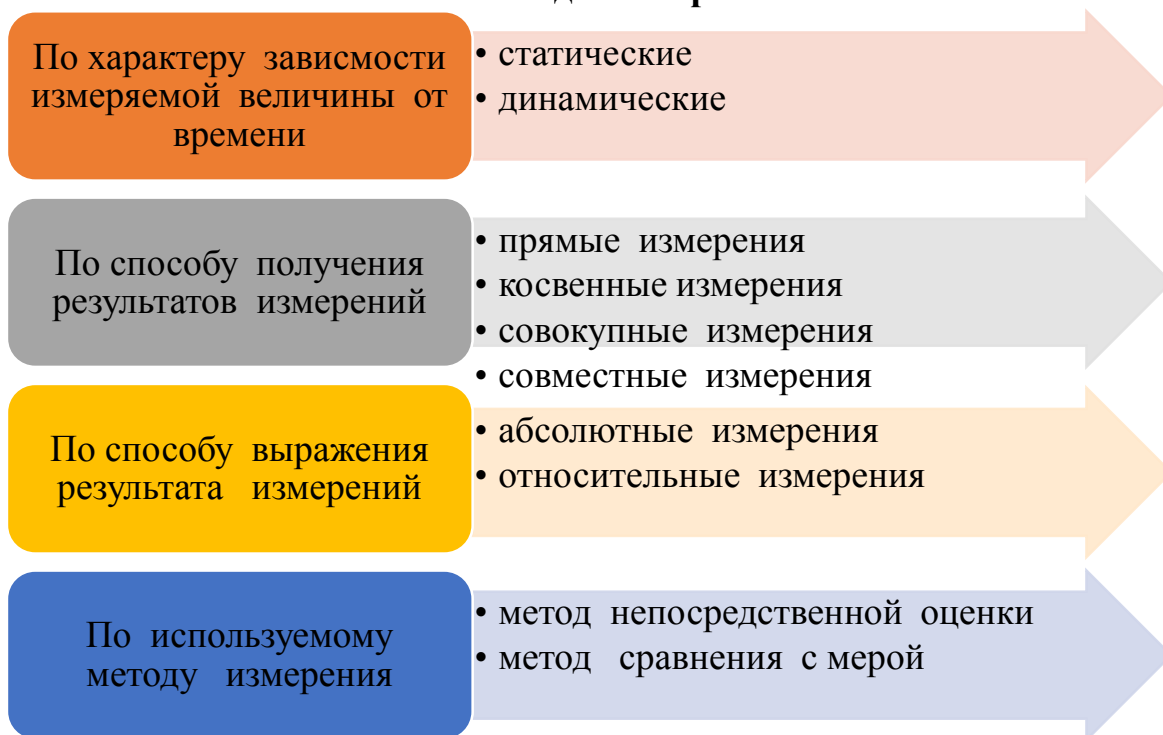 По характеру зависмости
измеряемой величины от
времени
• статические
• динамические
По способу получения
результатов измерений
• прямые измерения
• косвенные измерения
• совокупные измерения
• совместные измерения
По способу выражения
результата измерений
• абсолютные измерения
• относительные измерения
По используемому
методу измерения
• метод непосредственной оценки
• метод сравнения с мерой